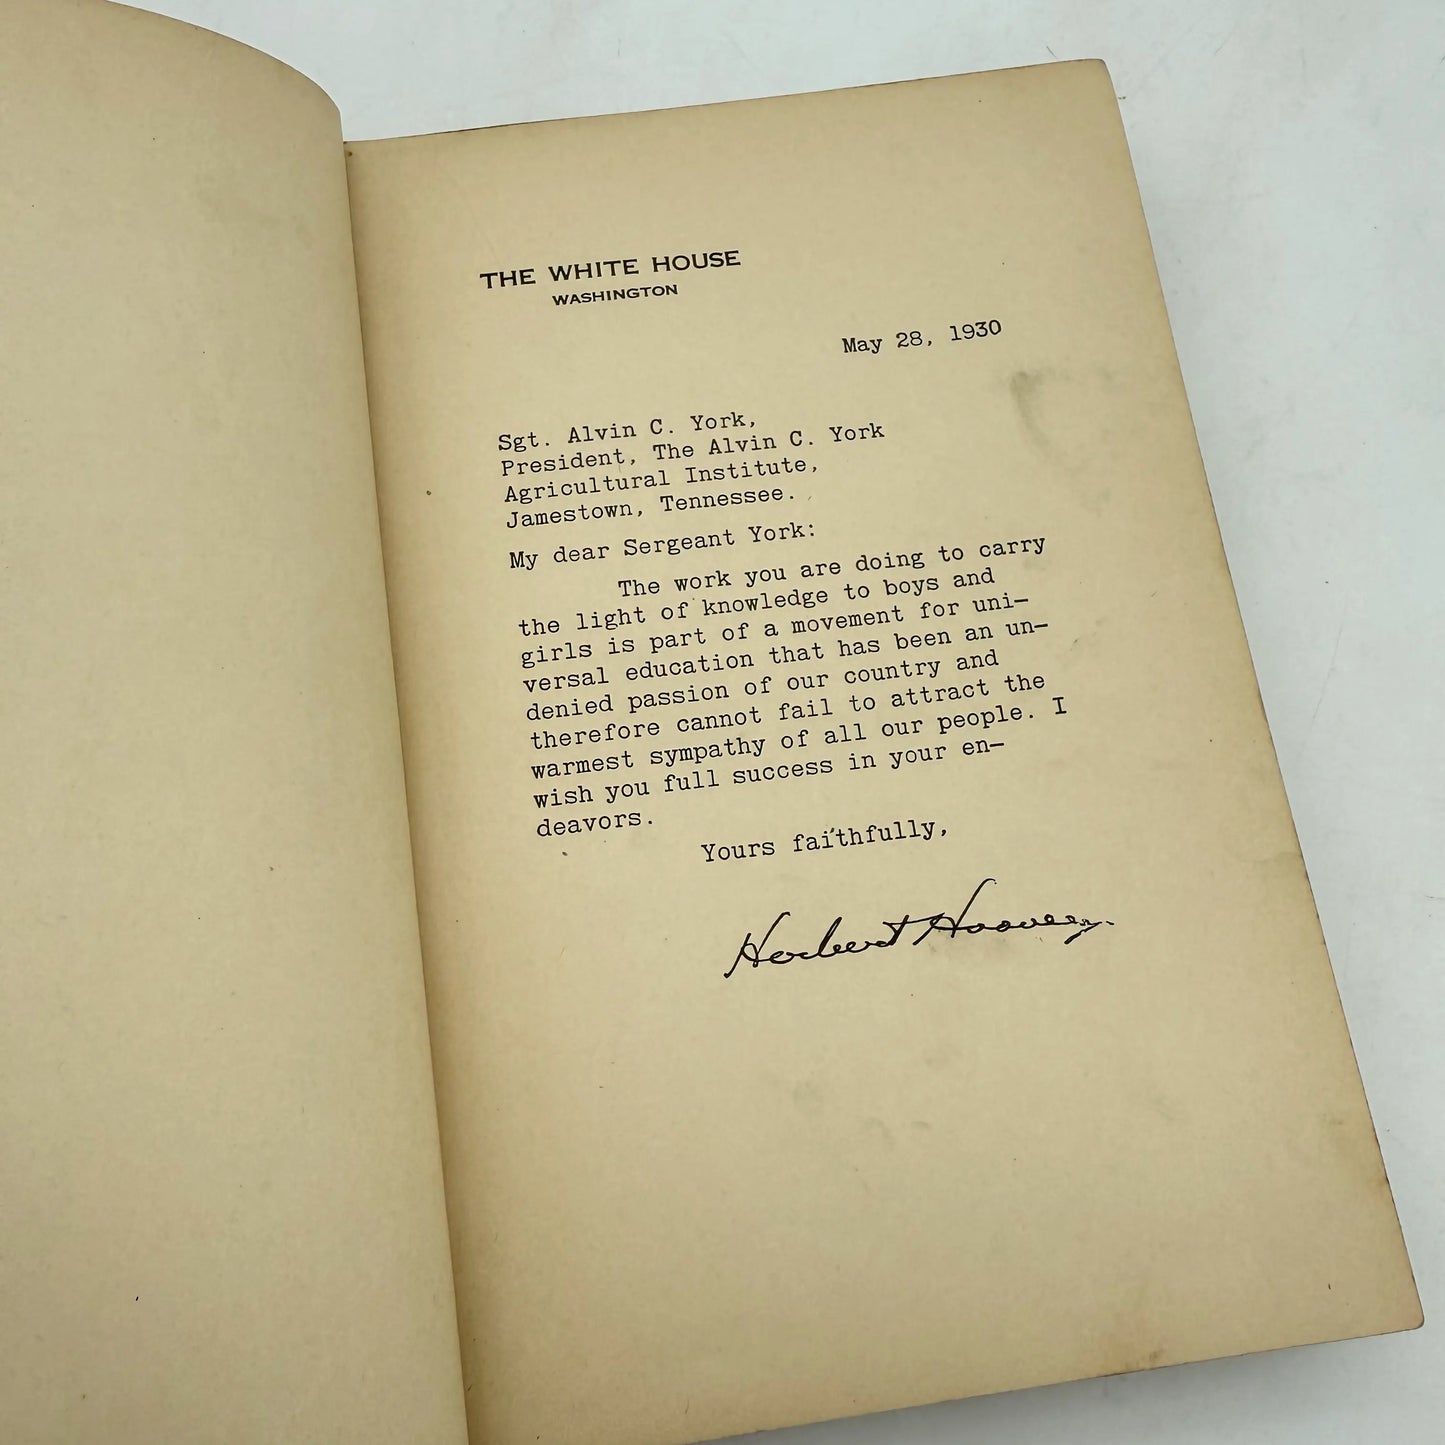 THE WHITE HOUSE
WASHINGTON
May 28, 1930
Sgt. Alvin C. York,
President, The Alvin C. York
Agricultural Institute,
Jamestown, Tennessee.
My dear Sergeant York:
The work you are doing to carry
the light of knowledge to boys and
girls is part of a movement for uni-
versal education that has been an un-
denied passion of our country and
therefore cannot fail to attract the
warmest sympathy of all our people. I
wish you full success in your en-
deavors.
Yours faithfully,
Herbert Hoover